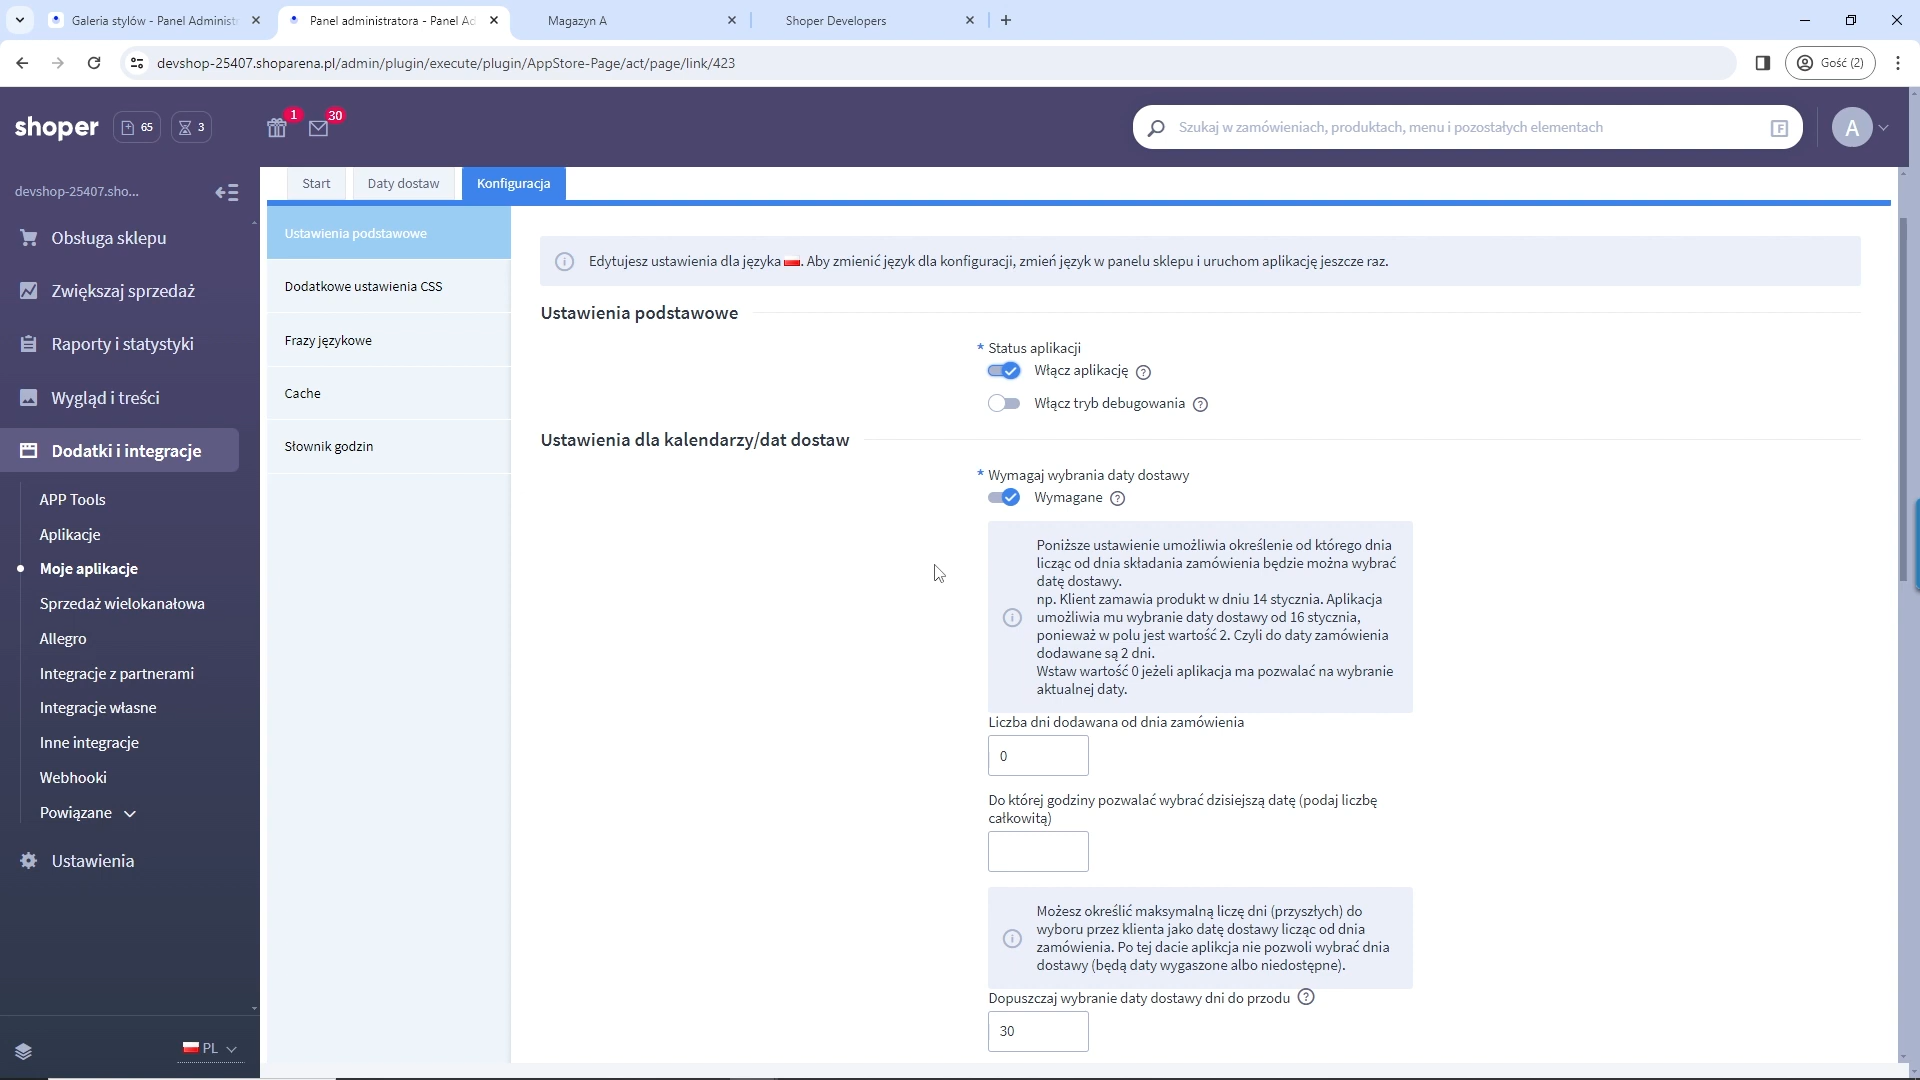 Galeria stylów - Panel Administ
Panel administratora - Panel Ad
Magazyn A
Shoper Developers
devshop-25407.shoparena.pl/admin/plugin/execute/plugin/AppStore-Page/act/page/link/423
Gość (2)
shoper
65
3
1
30
Szukaj w zamówieniach, produktach, menu i pozostałych elementach
F
A
devshop-25407.sho...
Obsługa sklepu
Zwiększaj sprzedaż
Raporty i statystyki
Wygląd i treści
Dodatki i integracje
APP Tools
Aplikacje
Moje aplikacje
Sprzedaż wielokanałowa
Allegro
Integracje z partnerami
Integracje własne
Inne integracje
Webhooki
Powiązane
Ustawienia
PL
Start
Daty dostaw
Konfiguracja
Ustawienia podstawowe
Dodatkowe ustawienia CSS
Frazy językowe
Cache
Słownik godzin
Edytujesz ustawienia dla języka . Aby zmienić język dla konfiguracji, zmień język w panelu sklepu i uruchom aplikację jeszcze raz.
Ustawienia podstawowe
* Status aplikacji
Włącz aplikację
Włącz tryb debugowania
Ustawienia dla kalendarzy/dat dostaw
* Wymagaj wybrania daty dostawy
Wymagane
Poniższe ustawienie umożliwia określenie od którego dnia
licząc od dnia składania zamówienia będzie można wybrać
datę dostawy.
np. Klient zamawia produkt w dniu 14 stycznia. Aplikacja
umożliwia mu wybranie daty dostawy od 16 stycznia,
ponieważ w polu jest wartość 2. Czyli do daty zamówienia
dodawane są 2 dni.
Wstaw wartość 0 jeżeli aplikacja ma pozwalać na wybranie
aktualnej daty.
Liczba dni dodawana od dnia zamówienia
0
Do której godziny pozwalać wybrać dzisiejszą datę (podaj liczbę
całkowitą)
Możesz określić maksymalną liczę dni (przyszłych) do
wyboru przez klienta jako datę dostawy licząc od dnia
zamówienia. Po tej dacie aplikcja nie pozwoli wybrać dnia
dostawy (będą daty wygaszone albo niedostępne).
Dopuszczaj wybranie daty dostawy dni do przodu
30